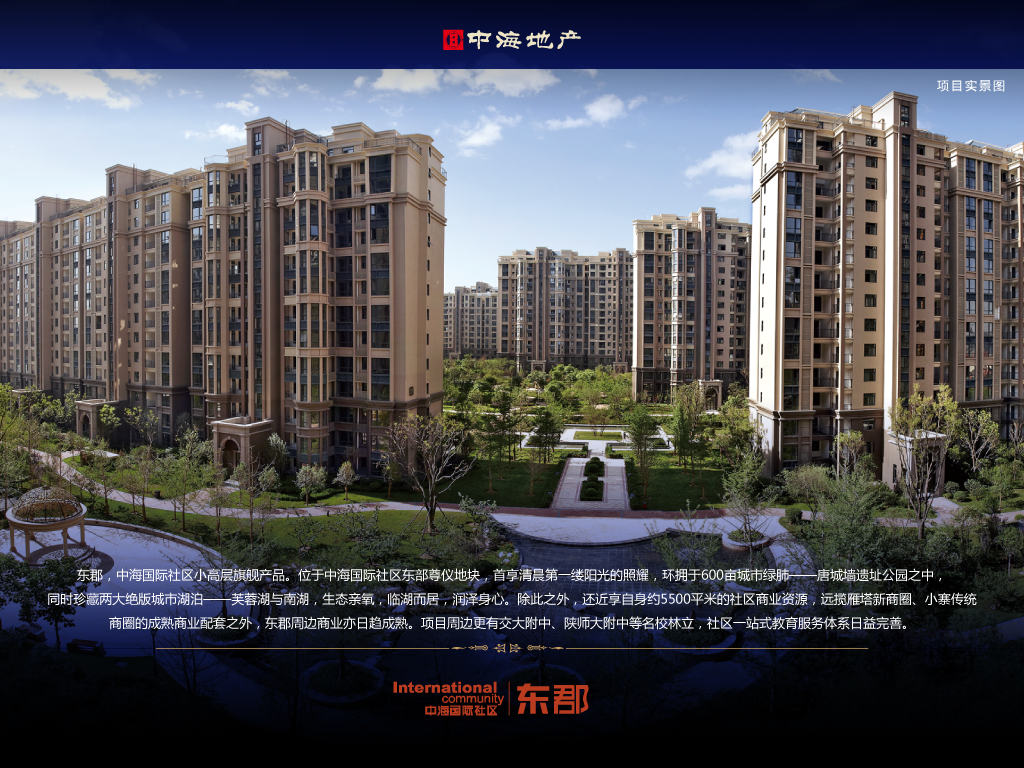 中海地产
项目实景图
东郡，中海国际社区小高层旗舰产品。位于中海国际社区东部尊仪地块，首享清晨第一缕阳光的照耀，环拥于600亩城市绿肺——唐城墙遗址公园之中，
同时珍藏两大绝版城市湖泊——芙蓉湖与南湖，生态亲氧，临湖而居，润泽身心。除此之外，还近享自身约5500平米的社区商业资源，远揽雁塔新商圈、小寨传统
商圈的成熟商业配套之外，东郡周边商业亦日趋成熟。项目周边更有交大附中、陕师大附中等名校林立，社区一站式教育服务体系日益完善。
International
community
中海国际社区
东郡